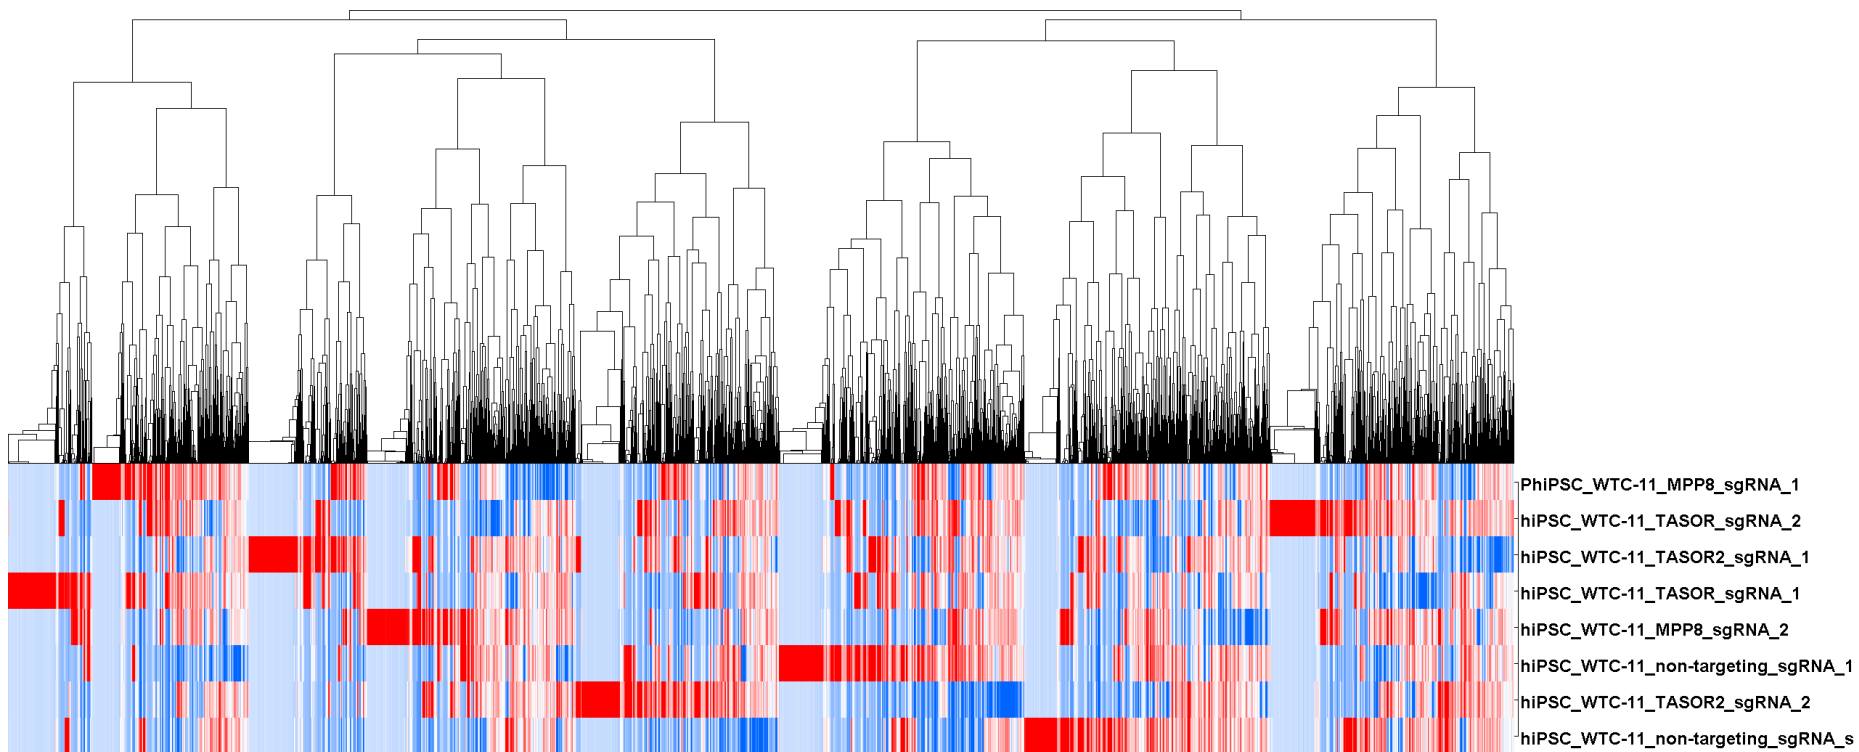 PhiPSC_WTC-11_MPP8_sgRNA_1
hiPSC_WTC-11_TASOR_sgRNA_2
hiPSC_WTC-11_TASOR2_sgRNA_1
hiPSC_WTC-11_TASOR_sgRNA_1
hiPSC_WTC-11_MPP8_sgRNA_2
hiPSC_WTC-11_non-targeting_sgRNA_1
hiPSC_WTC-11_TASOR2_sgRNA_2
hiPSC_WTC-11_non-targeting_sgRNA_s